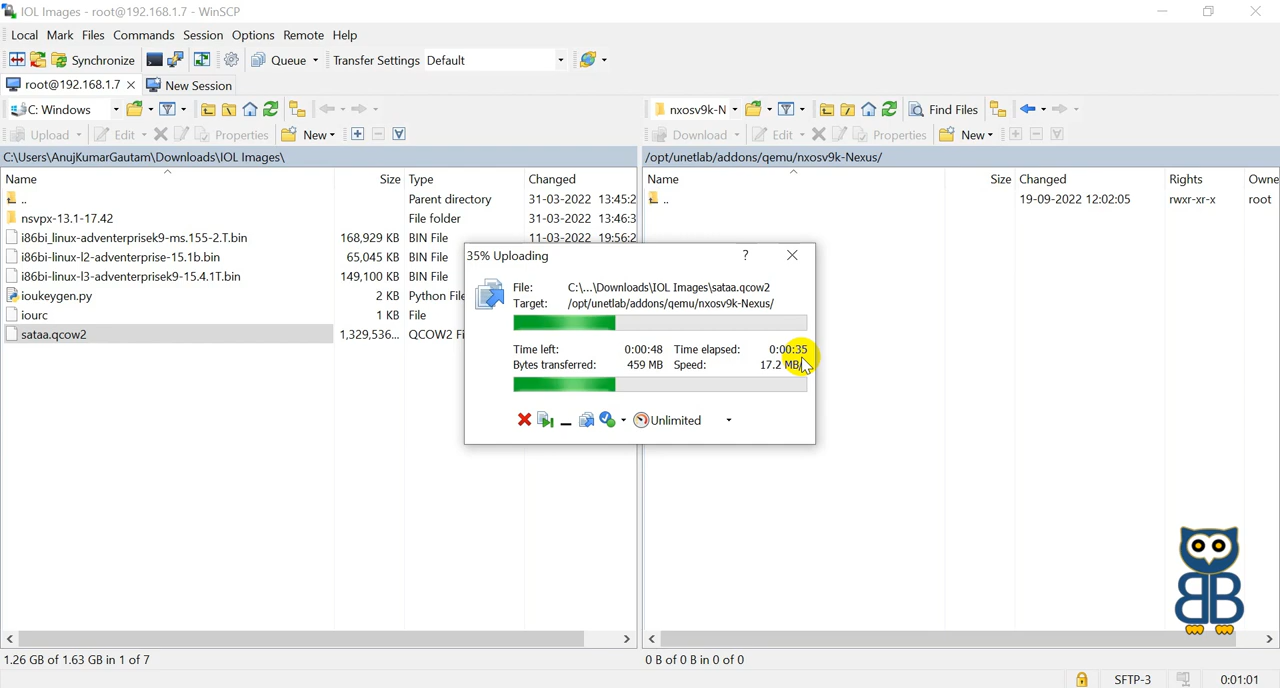 IOL Images - root@192.168.1.7 - WinSCP
Local Mark Files Commands Session Options Remote Help
Synchronize Queue Transfer Settings Default
root@192.168.1.7 New Session
C: Windows nxosv9k-N Find Files
Upload Edit Properties New Download Edit Properties New
C:\Users\AnujKumarGautam\Downloads\IOL Images\ /opt/unetlab/addons/qemu/nxosv9k-Nexus/
Name Size Type Changed Name Size Changed Rights Owne
.. Parent directory 31-03-2022 13:45:2 .. 19-09-2022 12:02:05 rwxr-xr-x root
nsvpx-13.1-17.42 File folder 31-03-2022 13:46:3
i86bi_linux-adventerprisek9-ms.155-2.T.bin 168,929 KB BIN File 11-03-2022 19:56:2
i86bi-linux-l2-adventerprise-15.1b.bin 65,045 KB BIN File
i86bi-linux-l3-adventerprisek9-15.4.1T.bin 149,100 KB BIN File
ioukeygen.py 2 KB Python File
iourc 1 KB File
sataa.qcow2 1,329,536... QCOW2 Fi
35% Uploading ?
File: C:\...\Downloads\IOL Images\sataa.qcow2
Target: /opt/unetlab/addons/qemu/nxosv9k-Nexus/
Time left: 0:00:48 Time elapsed: 0:00:35
Bytes transferred: 459 MB Speed: 17.2 MB/
Unlimited
BB
1.26 GB of 1.63 GB in 1 of 7 0 B of 0 B in 0 of 0
SFTP-3 0:01:01